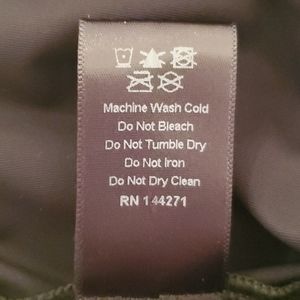 Machine Wash Cold
Do Not Bleach
Do Not Tumble Dry
Do Not Iron
Do Not Dry Clean
RN 144271